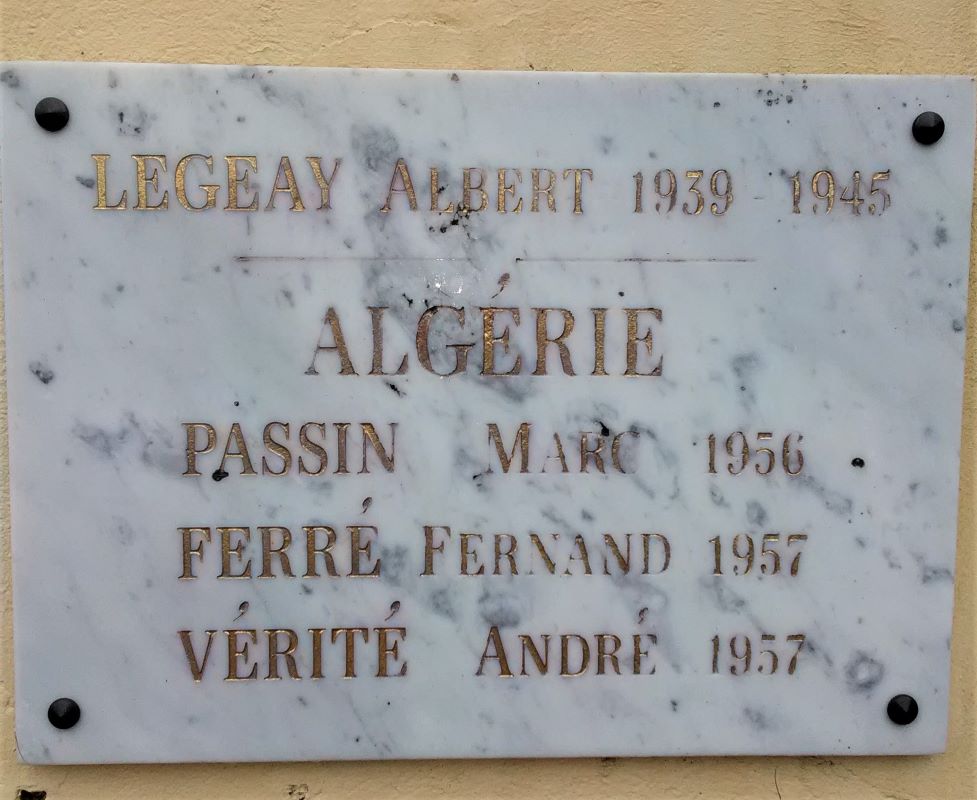 LEGEAY ALBERT 1939 - 1945
ALGÉRIE
PASSIN MARC 1956
FERRÉ FERNAND 1957
VÉRITÉ ANDRÉ 1957